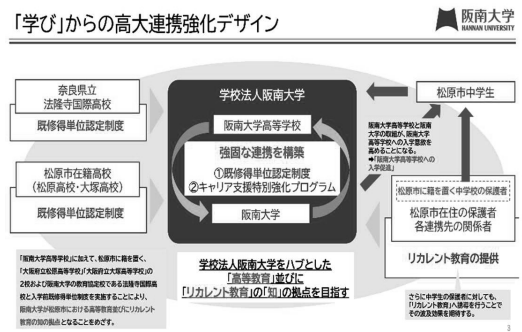 「学び」からの高大連携強化デザイン
阪南大学
HANNAN UNIVERSITY
奈良県立
法隆寺国際高校
既修得単位認定制度
松原市在籍高校
(松原高校・大塚高校)
既修得単位認定制度
学校法人阪南大学
阪南大学高等学校
強固な連携を構築
①既修得単位認定制度
②キャリア支援特別強化プログラム
阪南大学
松原市中学生
阪南大学高等学校と阪南
大学の取組が、阪南大学
高等学校への入学意欲を
高めることになる。
➡「阪南大学高等学校への
入学促進」
松原市に籍を置く中学校の保護者
松原市在住の保護者
各連携先の関係者
リカレント教育の提供
「阪南大学高等学校」に加えて、松原市に籍を置く、
「大阪府立松原高等学校」「大阪府立大塚高等学校」の
2校および阪南大学の教育協定校である法隆寺国際高
校と入学前既修得単位制度を実施することにより、
阪南大学が松原市における高等教育並びにリカレント
教育の知の拠点となることをめざす。
学校法人阪南大学をハブとした
「高等教育」並びに
「リカレント教育」の「知」の拠点を目指す
さらに中学生の保護者に対しても、
「リカレント教育」へ誘導を行うことで
その波及効果を期待する。